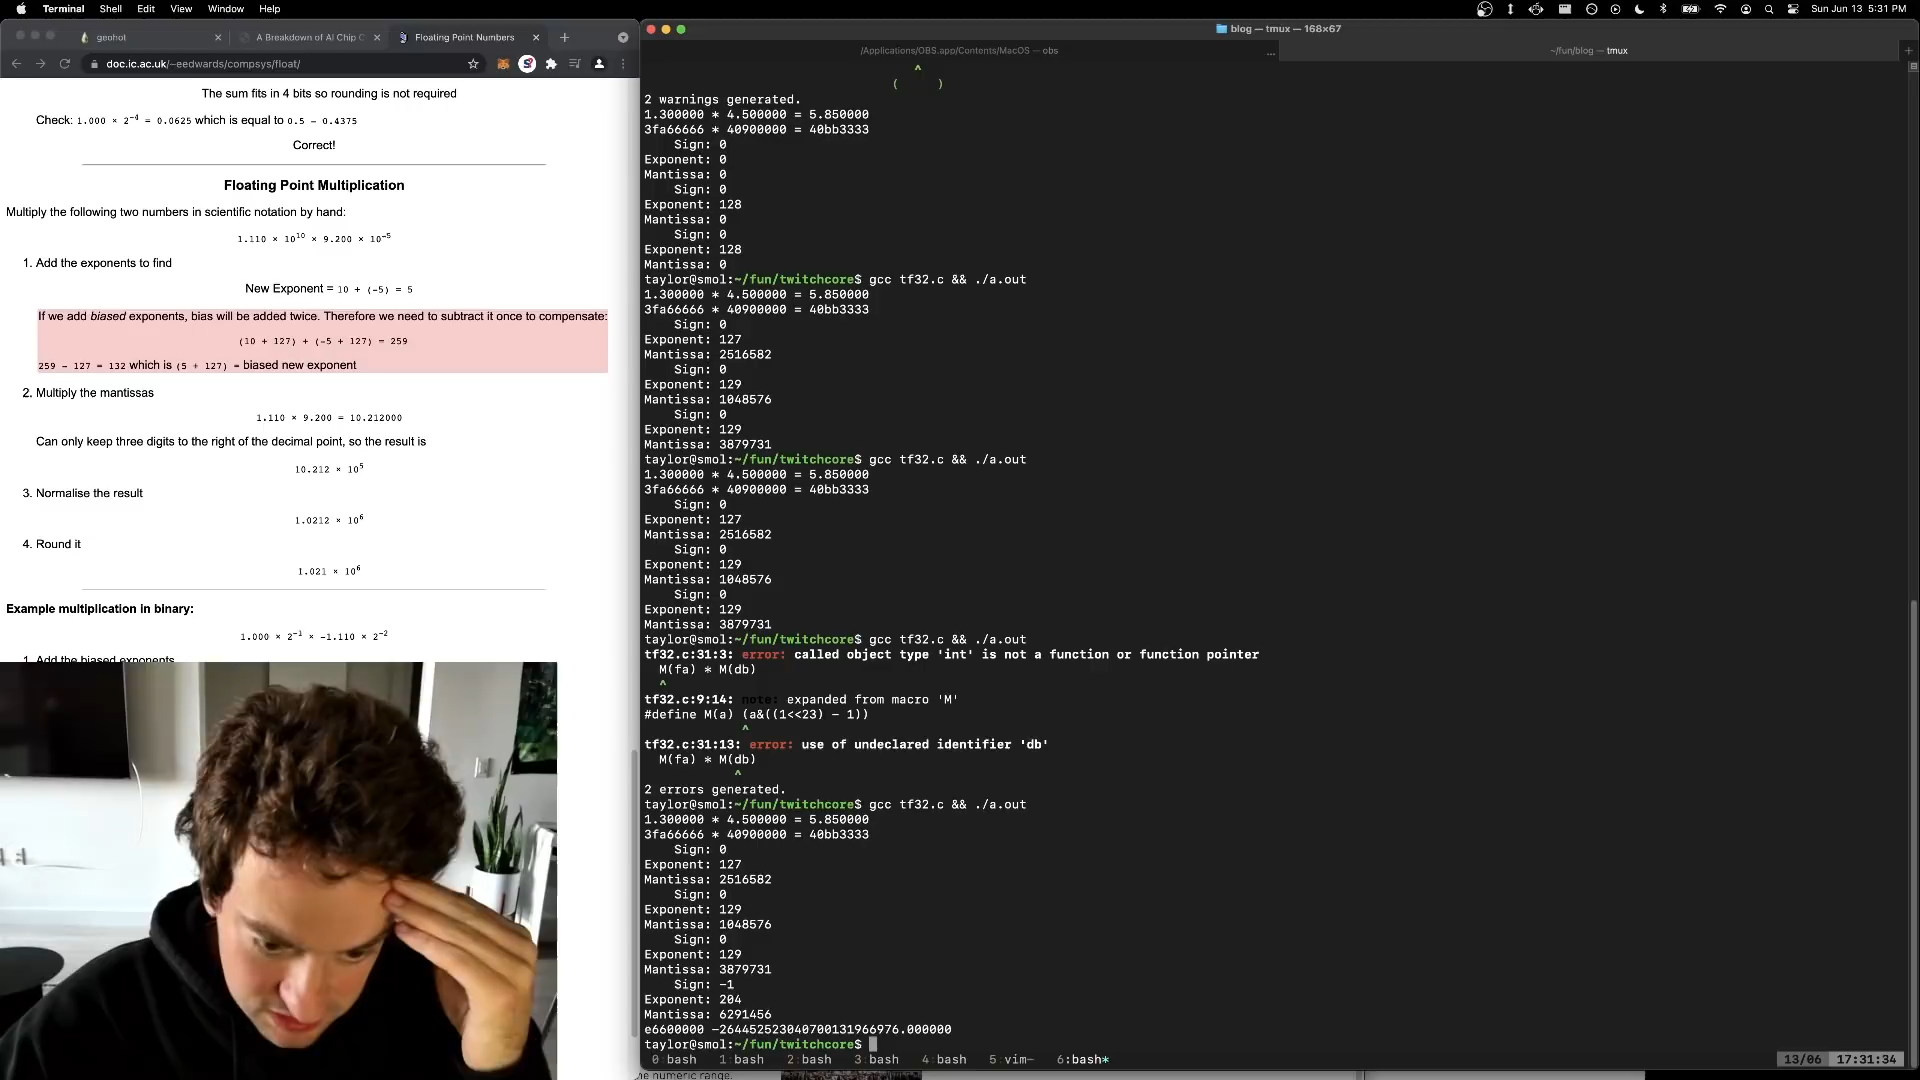 Terminal Shell Edit View Window Help
Sun Jun 13 5:31 PM
geohot
A Breakdown of AI Chip C
Floating Point Numbers
doc.ic.ac.uk/~eedwards/compsys/float/
The sum fits in 4 bits so rounding is not required
Check: 1.000 × 2⁻⁴ = 0.0625 which is equal to 0.5 - 0.4375
Correct!
Floating Point Multiplication
Multiply the following two numbers in scientific notation by hand:
1.110 × 10¹⁰ × 9.200 × 10⁻⁵
1. Add the exponents to find
New Exponent = 10 + (-5) = 5
If we add biased exponents, bias will be added twice. Therefore we need to subtract it once to compensate:
(10 + 127) + (-5 + 127) = 259
259 - 127 = 132 which is (5 + 127) = biased new exponent
2. Multiply the mantissas
1.110 × 9.200 = 10.212000
Can only keep three digits to the right of the decimal point, so the result is
10.212 × 10⁵
3. Normalise the result
1.0212 × 10⁶
4. Round it
1.021 × 10⁶
Example multiplication in binary:
1.000 × 2⁻¹ × -1.110 × 2⁻²
1. Add the biased exponents
blog — tmux — 168×67
/Applications/OBS.app/Contents/MacOS — obs
...
~/fun/blog — tmux
^
( )
2 warnings generated.
1.300000 * 4.500000 = 5.850000
3fa66666 * 40900000 = 40bb3333
Sign: 0
Exponent: 0
Mantissa: 0
Sign: 0
Exponent: 128
Mantissa: 0
Sign: 0
Exponent: 128
Mantissa: 0
taylor@smol:~/fun/twitchcore$ gcc tf32.c && ./a.out
1.300000 * 4.500000 = 5.850000
3fa66666 * 40900000 = 40bb3333
Sign: 0
Exponent: 127
Mantissa: 2516582
Sign: 0
Exponent: 129
Mantissa: 1048576
Sign: 0
Exponent: 129
Mantissa: 3879731
taylor@smol:~/fun/twitchcore$ gcc tf32.c && ./a.out
1.300000 * 4.500000 = 5.850000
3fa66666 * 40900000 = 40bb3333
Sign: 0
Exponent: 127
Mantissa: 2516582
Sign: 0
Exponent: 129
Mantissa: 1048576
Sign: 0
Exponent: 129
Mantissa: 3879731
taylor@smol:~/fun/twitchcore$ gcc tf32.c && ./a.out
tf32.c:31:3: error: called object type 'int' is not a function or function pointer
M(fa) * M(db)
^
tf32.c:9:14: note: expanded from macro 'M'
#define M(a) (a&((1<<23) - 1))
^
tf32.c:31:13: error: use of undeclared identifier 'db'
M(fa) * M(db)
^
2 errors generated.
taylor@smol:~/fun/twitchcore$ gcc tf32.c && ./a.out
1.300000 * 4.500000 = 5.850000
3fa66666 * 40900000 = 40bb3333
Sign: 0
Exponent: 127
Mantissa: 2516582
Sign: 0
Exponent: 129
Mantissa: 1048576
Sign: 0
Exponent: 129
Mantissa: 3879731
Sign: -1
Exponent: 204
Mantissa: 6291456
e6600000 -264452523040700131966976.000000
taylor@smol:~/fun/twitchcore$
0 bash 1 bash 2 bash 3 bash 4 bash 5 vim- 6:bash*
13/06 17:31:34
he numeric range.